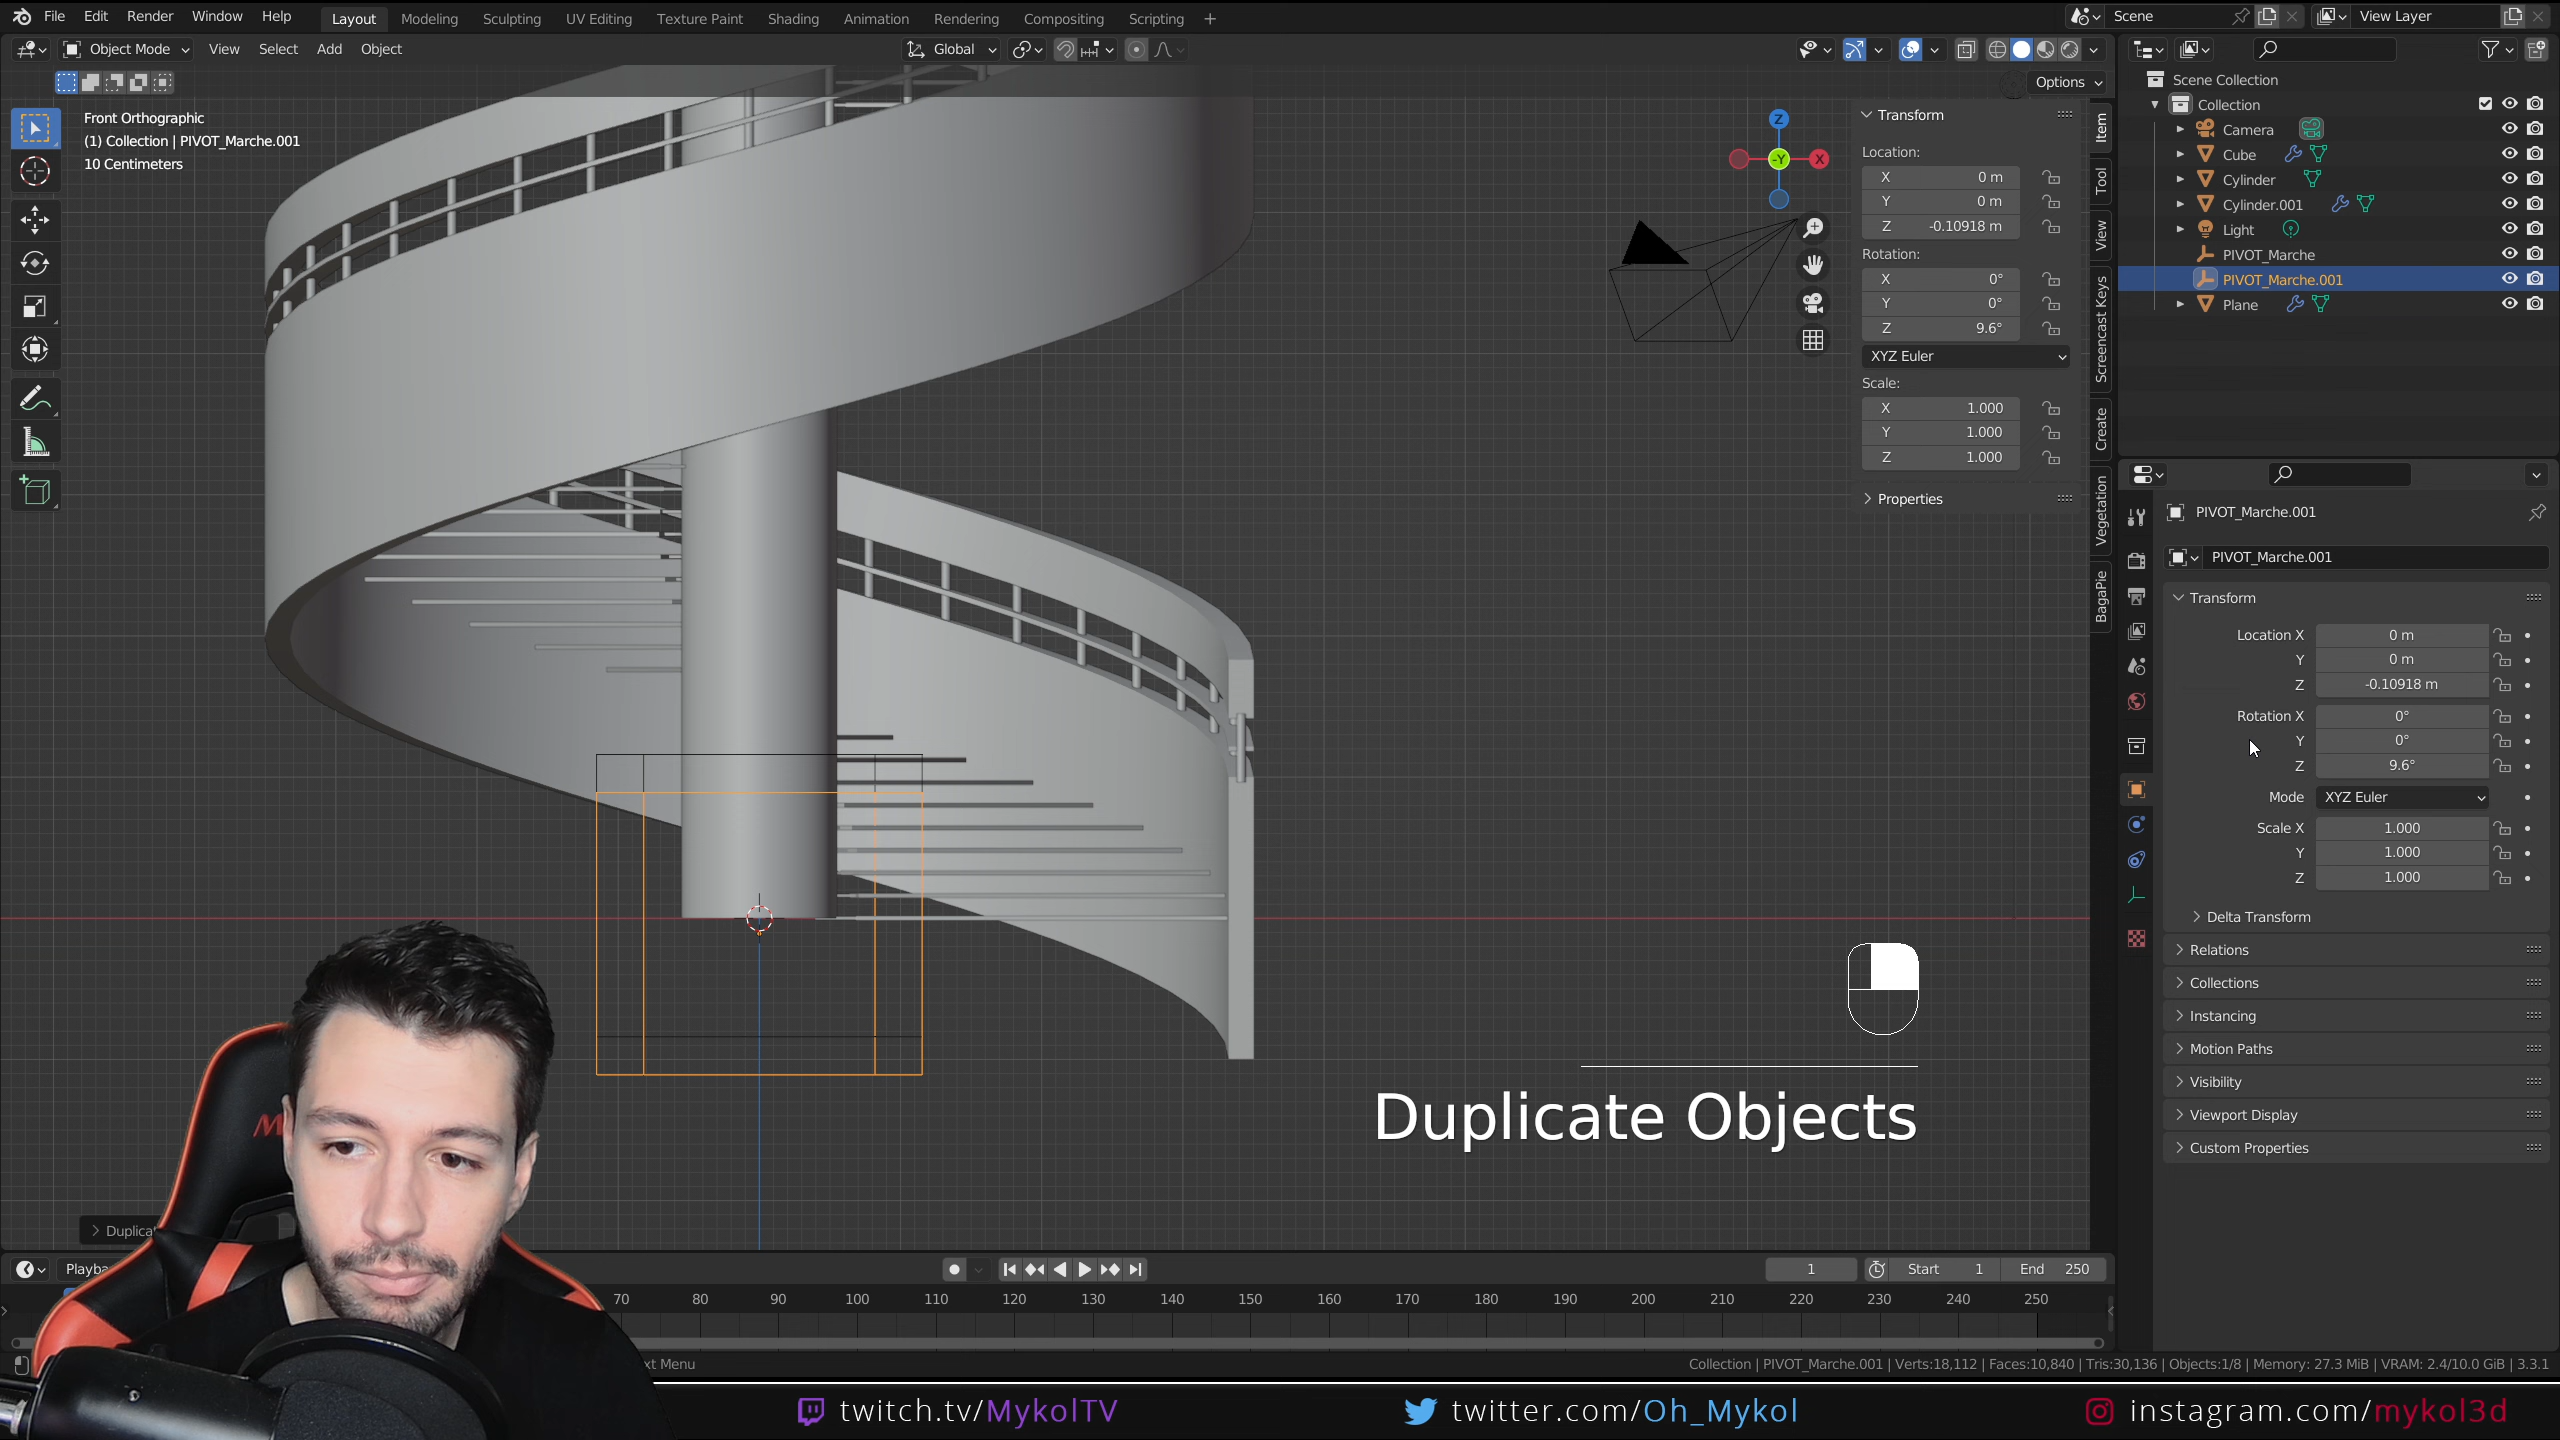 File Edit Render Window Help Layout Modeling Sculpting UV Editing Texture Paint Shading Animation Rendering Compositing Scripting + Scene View Layer
Object Mode View Select Add Object Global
Options
Front Orthographic
(1) Collection | PIVOT_Marche.001
10 Centimeters
Z
-Y
X
Transform
Location:
X 0 m
Y 0 m
Z -0.10918 m
Rotation:
X 0°
Y 0°
Z 9.6°
XYZ Euler
Scale:
X 1.000
Y 1.000
Z 1.000
Properties
Item
Tool
View
Screencast Keys
Create
Vegetation
BagaPie
Scene Collection
Collection
Camera
Cube
Cylinder
Cylinder.001
Light
PIVOT_Marche
PIVOT_Marche.001
Plane
PIVOT_Marche.001
PIVOT_Marche.001
Transform
Location X 0 m
Y 0 m
Z -0.10918 m
Rotation X 0°
Y 0°
Z 9.6°
Mode XYZ Euler
Scale X 1.000
Y 1.000
Z 1.000
Delta Transform
Relations
Collections
Instancing
Motion Paths
Visibility
Viewport Display
Custom Properties
Duplicate Objects
1 Start 1 End 250
70 80 90 100 110 120 130 140 150 160 170 180 190 200 210 220 230 240 250
Menu
Collection | PIVOT_Marche.001 | Verts:18,112 | Faces:10,840 | Tris:30,136 | Objects:1/8 | Memory: 27.3 MiB | VRAM: 2.4/10.0 GiB | 3.3.1
twitch.tv/MykolTV twitter.com/Oh_Mykol instagram.com/mykol3d